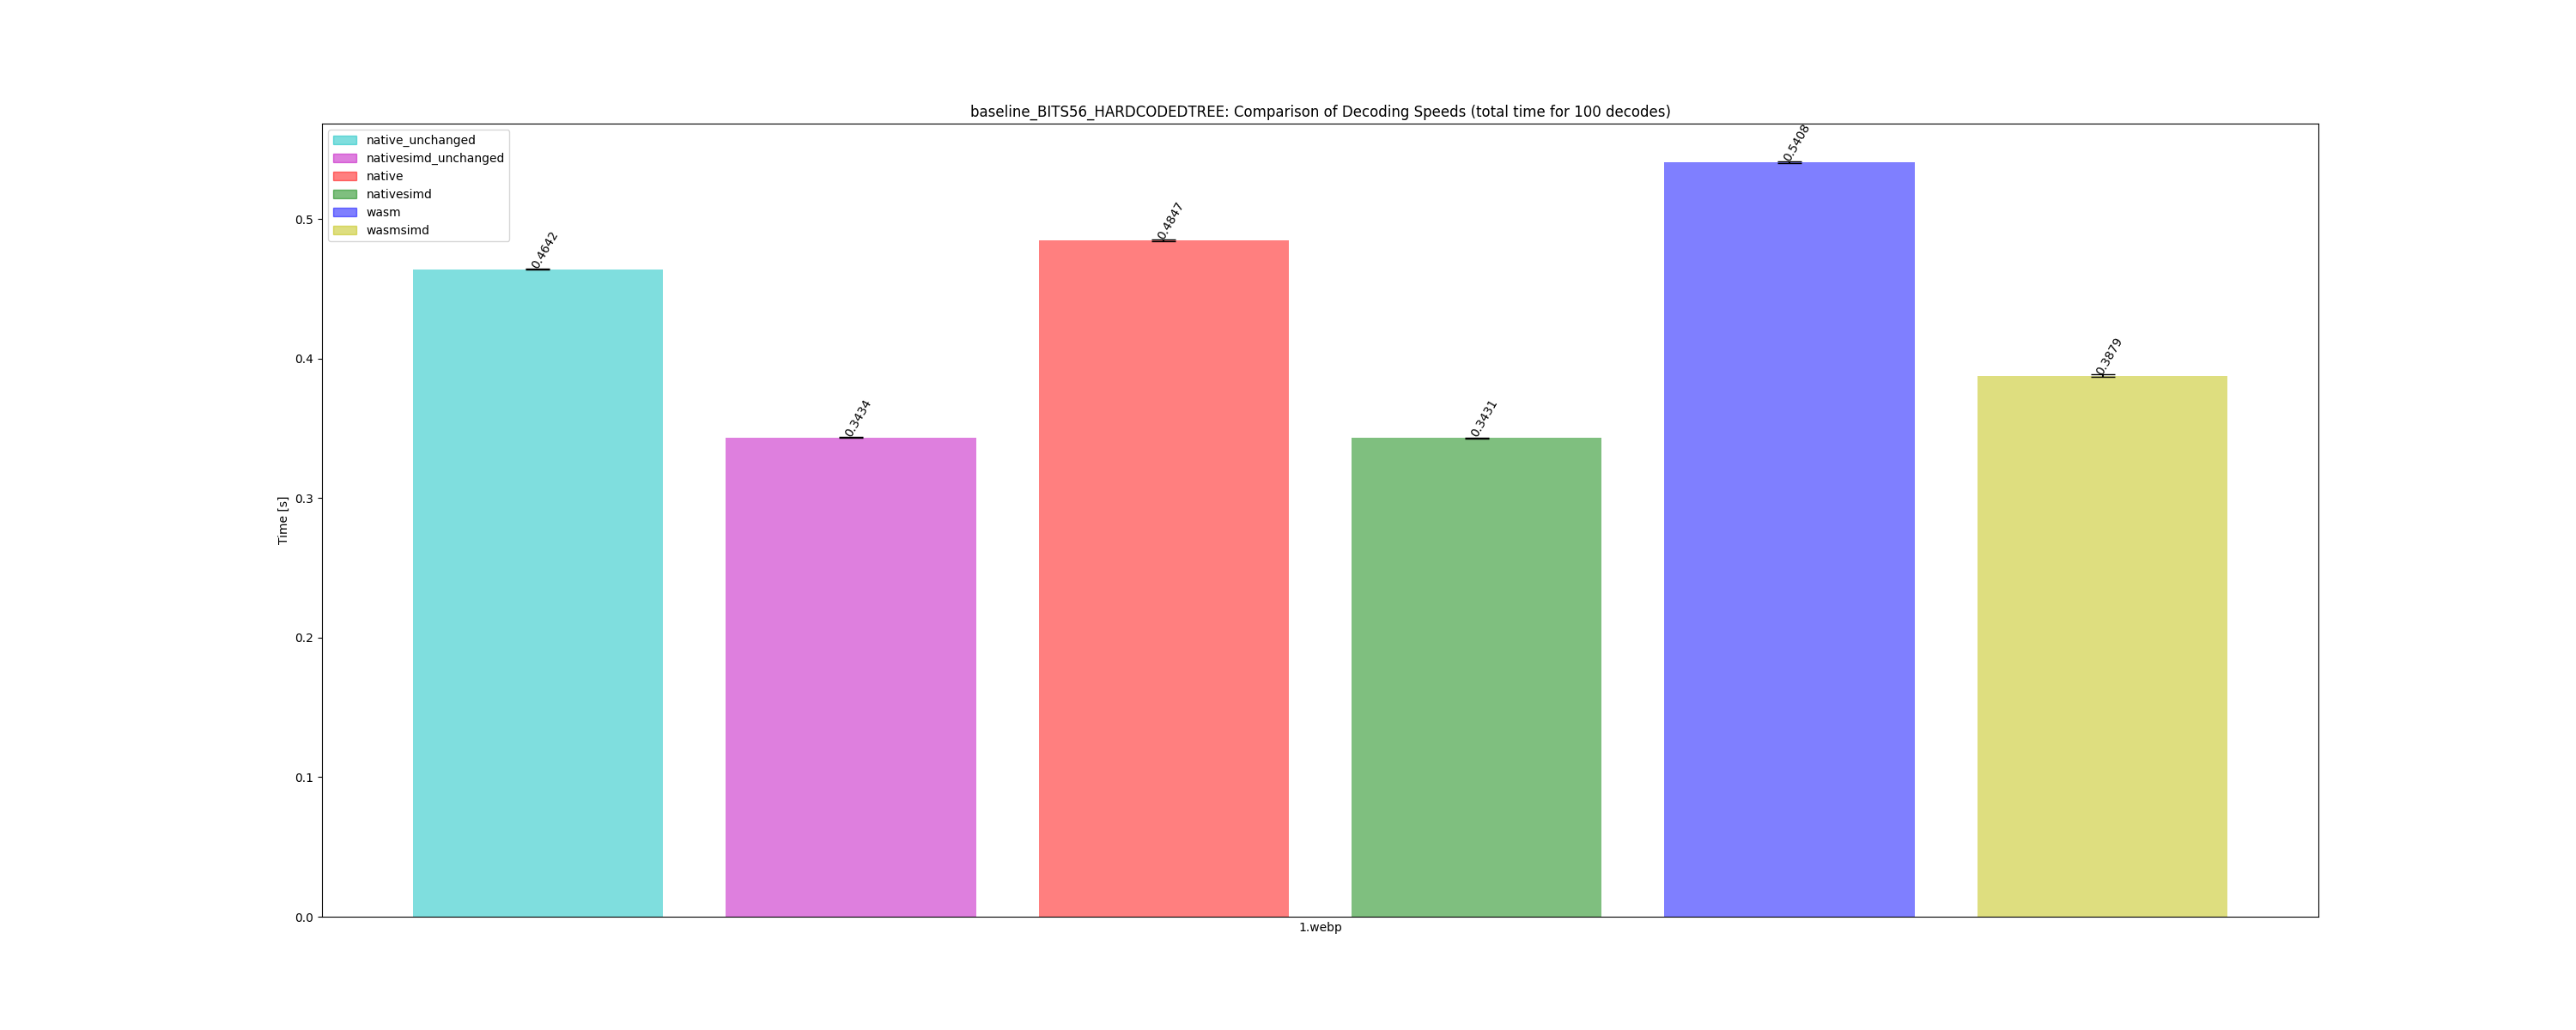 baseline_BITS56_HARDCODEDTREE: Comparison of Decoding Speeds (total time for 100 decodes)
native_unchanged
nativesimd_unchanged
native
nativesimd
wasm
wasmsimd
0.4642
0.3434
0.4847
0.3431
0.5408
0.3879
Time [s]
0.5
0.4
0.3
0.2
0.1
0.0
1.webp